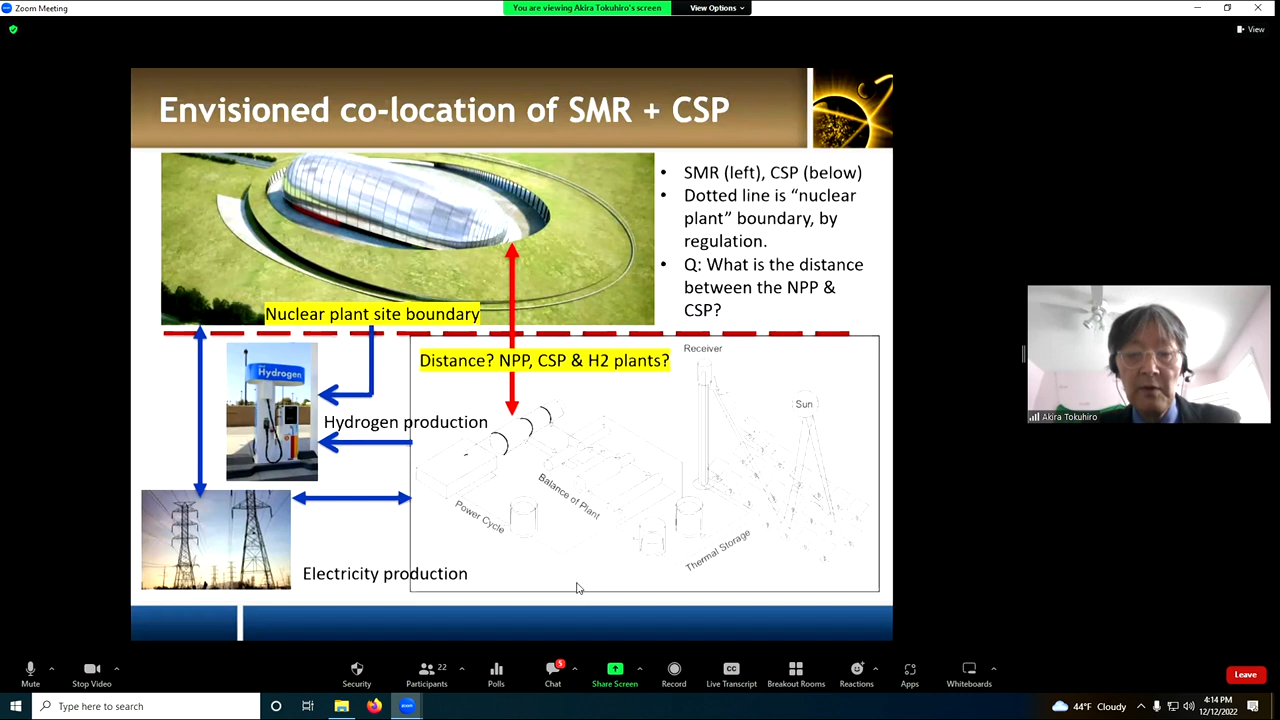 Zoom Meeting
You are viewing Akira Tokuhiro's screen
View Options
View
Envisioned co-location of SMR + CSP
• SMR (left), CSP (below)
• Dotted line is “nuclear
plant” boundary, by
regulation.
• Q: What is the distance
between the NPP &
CSP?
Nuclear plant site boundary
Distance? NPP, CSP & H2 plants?
Receiver
Sun
Hydrogen
Hydrogen production
Power Cycle
Balance of Plant
Thermal Storage
Electricity production
Akira Tokuhiro
Mute
Stop Video
Security
Participants
22
Polls
Chat
5
Share Screen
Record
CC
Live Transcript
Breakout Rooms
Reactions
Apps
Whiteboards
Leave
Type here to search
zoom
44°F Cloudy
4:14 PM
12/12/2022